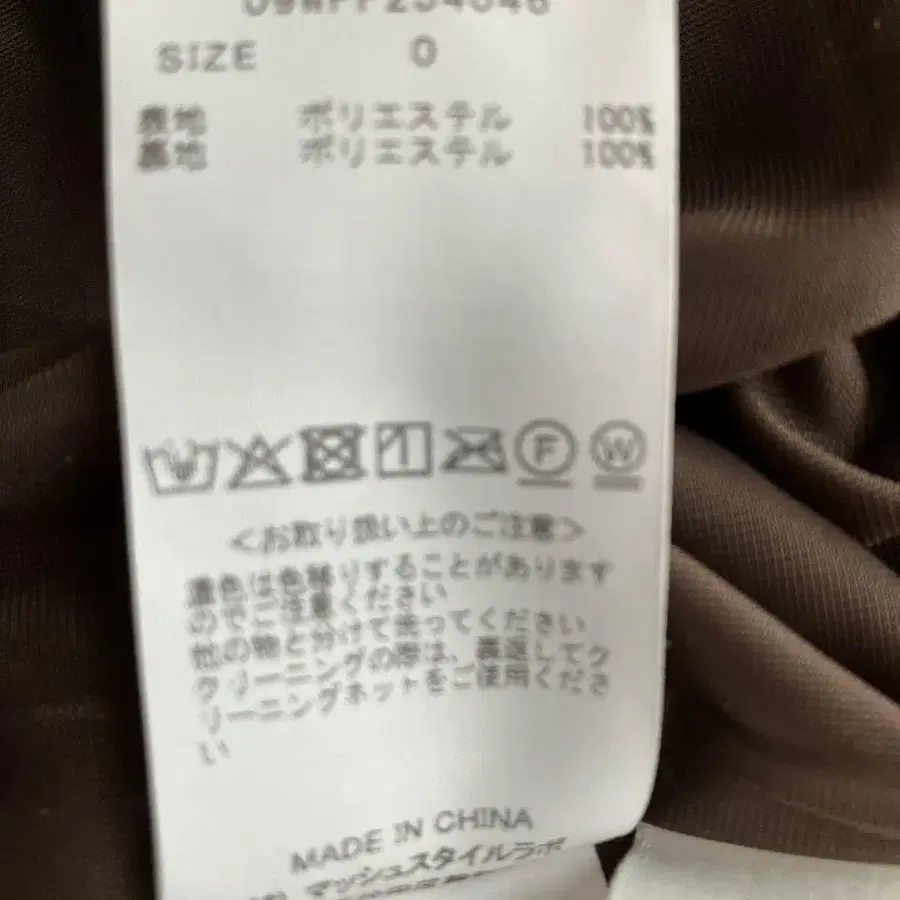 SIZE 0
表地 ポリエステル 100%
裏地 ポリエステル 100%
F W
<お取り扱い上のご注意>
濃色は色移りすることがあります
のでご注意ください
他の物と分けて洗ってください
クリーニングの際は、裏返してク
リーニングネットをご使用くださ
い
MADE IN CHINA
マッシュスタイルラボ